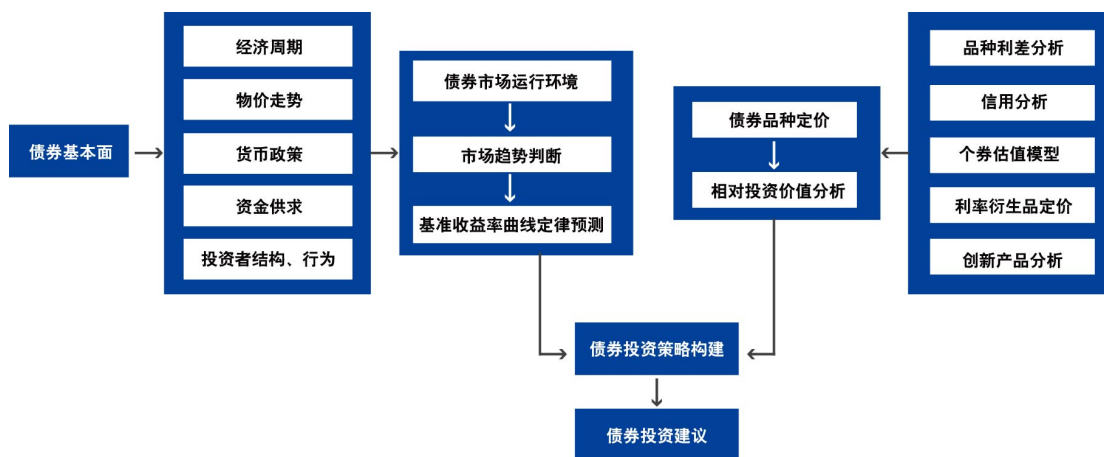 债券基本面
经济周期
物价走势
货币政策
资金供求
投资者结构、行为
债券市场运行环境
市场趋势判断
基准收益率曲线定律预测
债券品种定价
相对投资价值分析
品种利差分析
信用分析
个券估值模型
利率衍生品定价
创新产品分析
债券投资策略构建
债券投资建议